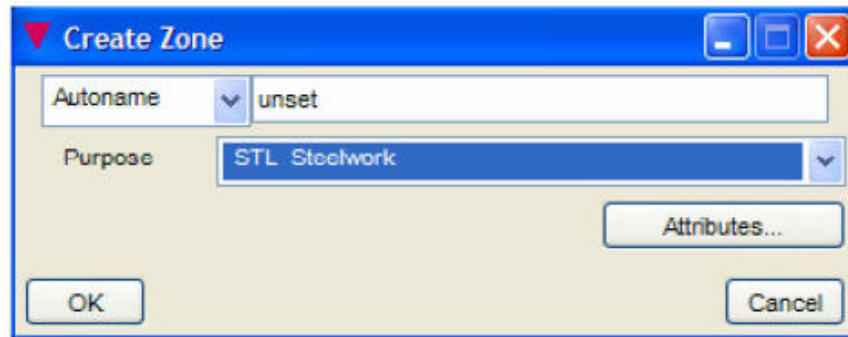 Create Zone
Autoname unset
Purpose STL Steelwork
Attributes...
OK Cancel